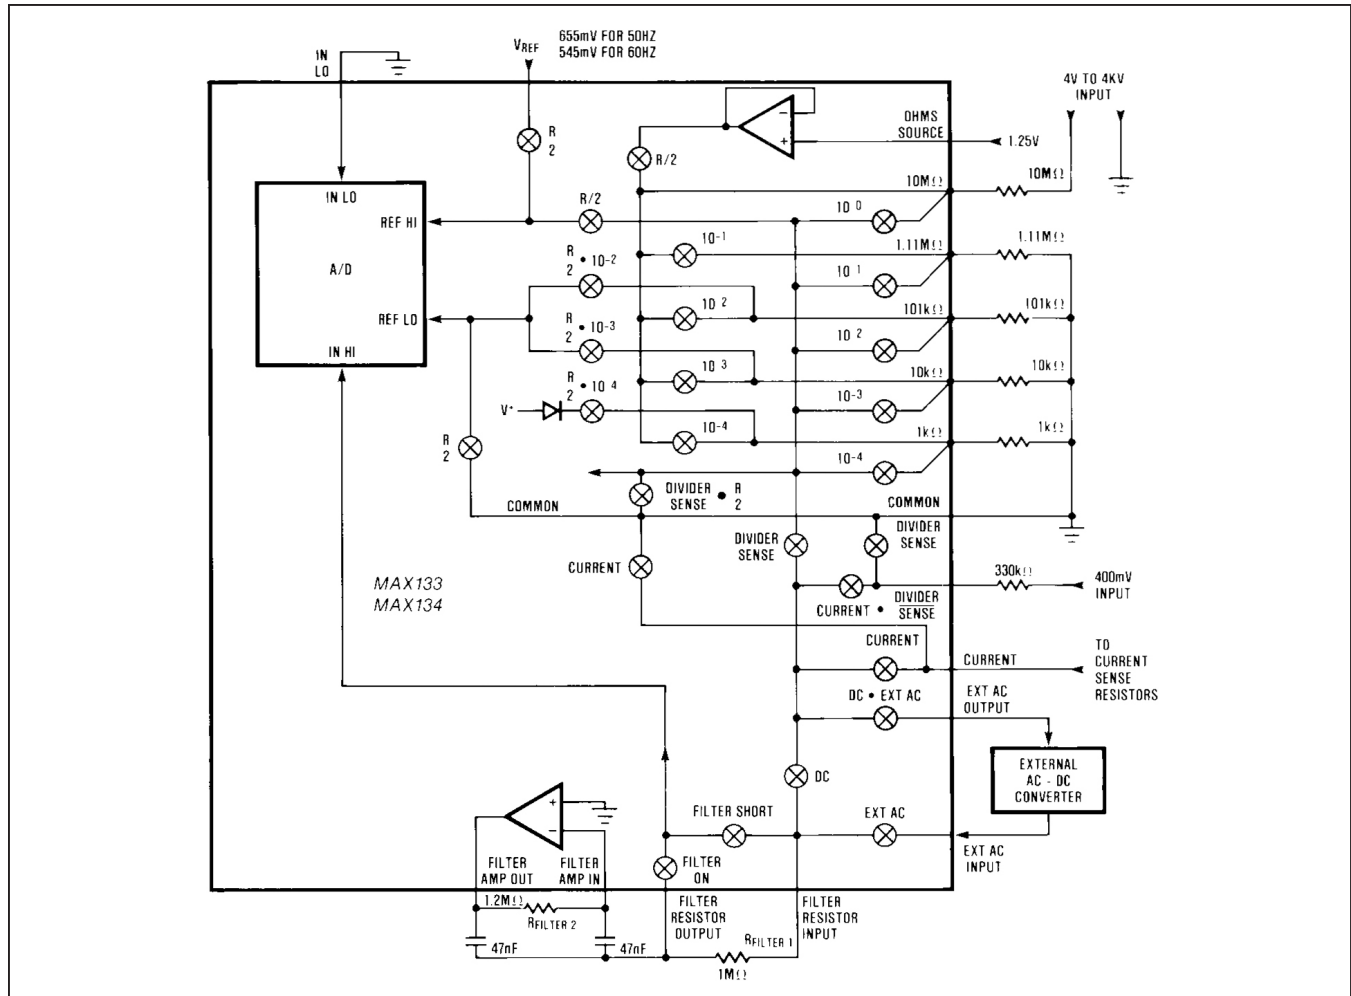 655mV FOR 50HZ
545mV FOR 60HZ
VREF
IN
LO
4V TO 4KV
INPUT
OHMS
SOURCE
1.25V
R
2
R/2
IN LO
REF HI
A/D
REF LO
IN HI
R/2
10 0
10MΩ
10MΩ
10-1
1.11MΩ
1.11MΩ
R
2 • 10-2
10 1
10 2
101kΩ
101kΩ
R
2 • 10-3
10 2
10 3
10kΩ
10kΩ
R
2 • 10 4
V+
10-3
10-4
1kΩ
1kΩ
R
2
10-4
DIVIDER
SENSE • R
2
COMMON
COMMON
DIVIDER
SENSE
DIVIDER
SENSE
CURRENT
MAX133
MAX134
330kΩ
400mV
INPUT
CURRENT • DIVIDER
SENSE
CURRENT
CURRENT
TO
CURRENT
SENSE
RESISTORS
DC • EXT AC
EXT AC
OUTPUT
DC
EXTERNAL
AC - DC
CONVERTER
FILTER SHORT
EXT AC
EXT AC
INPUT
+
−
−
+
FILTER
AMP OUT
FILTER
AMP IN
FILTER
ON
1.2MΩ
RFILTER 2
FILTER
RESISTOR
OUTPUT
FILTER
RESISTOR
INPUT
47nF
47nF
RFILTER 1
1MΩ